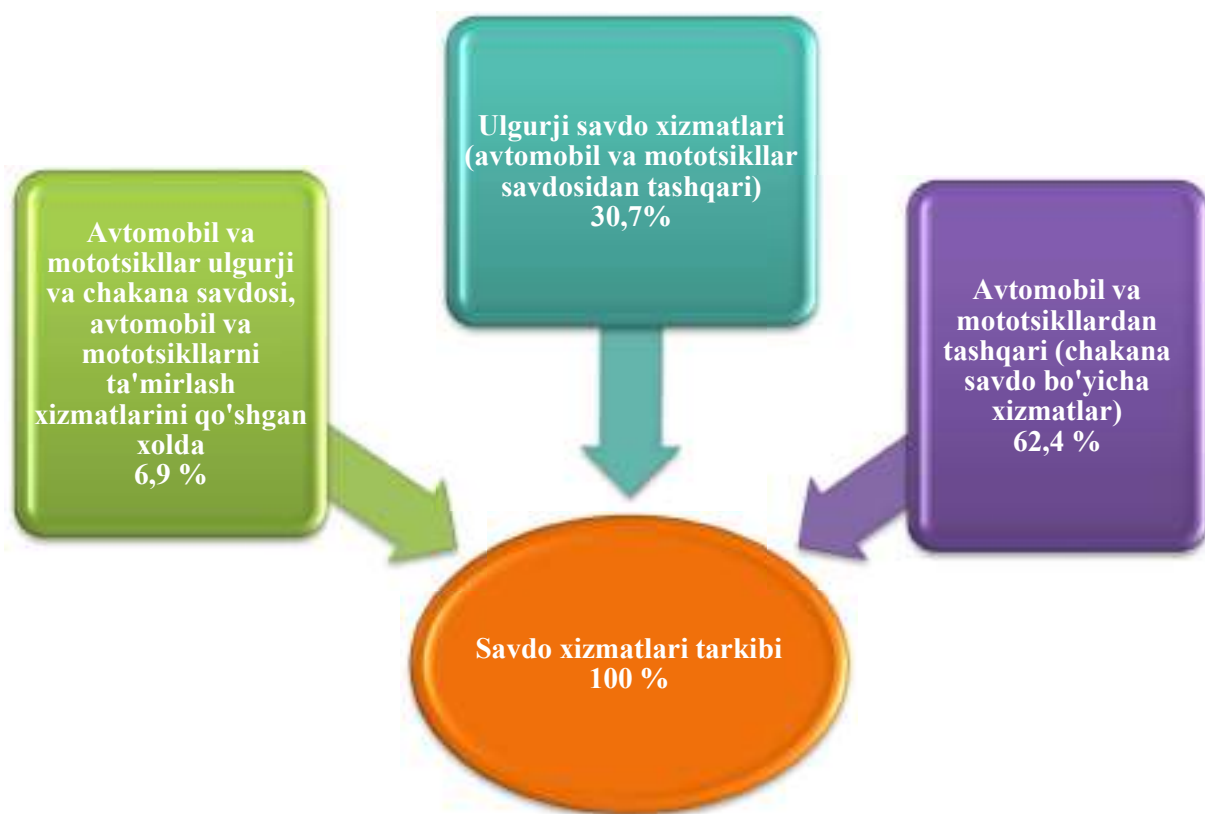 Ulgurji savdo xizmatlari
(avtomobil va mototsikllar
savdosidan tashqari)
30,7%
Avtomobil va
mototsikllar ulgurji
va chakana savdosi,
avtomobil va
mototsikllarni
ta'mirlash
xizmatlarini qo'shgan
xolda
6,9 %
Avtomobil va
mototsikllardan
tashqari (chakana
savdo bo'yicha
xizmatlar)
62,4 %
Savdo xizmatlari tarkibi
100 %